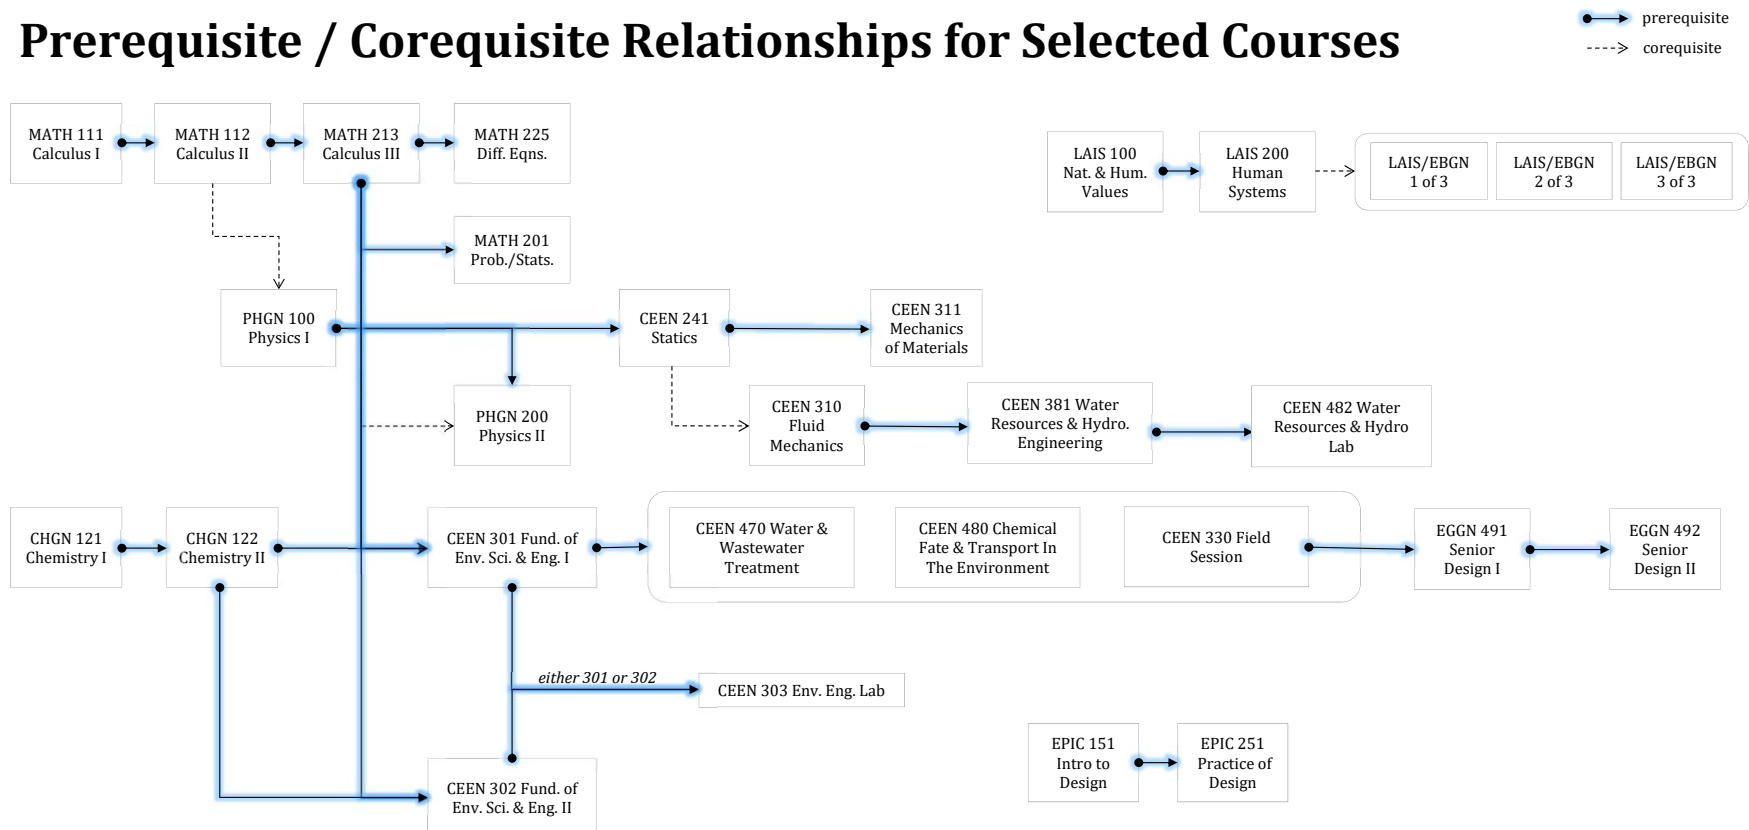 Prerequisite / Corequisite Relationships for Selected Courses
prerequisite
corequisite
MATH 111
Calculus I
MATH 112
Calculus II
MATH 213
Calculus III
MATH 225
Diff. Eqns.
LAIS 100
Nat. & Hum.
Values
LAIS 200
Human
Systems
LAIS/EBGN
1 of 3
LAIS/EBGN
2 of 3
LAIS/EBGN
3 of 3
MATH 201
Prob./Stats.
PHGN 100
Physics I
CEEN 241
Statics
CEEN 311
Mechanics
of Materials
PHGN 200
Physics II
CEEN 310
Fluid
Mechanics
CEEN 381 Water
Resources & Hydro.
Engineering
CEEN 482 Water
Resources & Hydro
Lab
CHGN 121
Chemistry I
CHGN 122
Chemistry II
CEEN 301 Fund. of
Env. Sci. & Eng. I
CEEN 470 Water &
Wastewater
Treatment
CEEN 480 Chemical
Fate & Transport In
The Environment
CEEN 330 Field
Session
EGGN 491
Senior
Design I
EGGN 492
Senior
Design II
either 301 or 302
CEEN 303 Env. Eng. Lab
EPIC 151
Intro to
Design
EPIC 251
Practice of
Design
CEEN 302 Fund. of
Env. Sci. & Eng. II